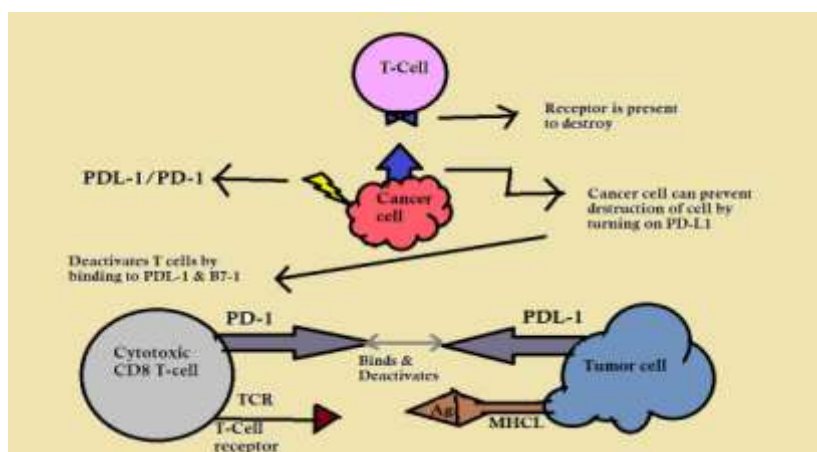 T-Cell
Receptor is present
to destroy
PDL-1/PD-1
Cancer
cell
Cancer cell can prevent
destruction of cell by
turning on PD-L1
Deactivates T cells by
binding to PDL-1 & B7-1
PD-1
PDL-1
Cytotoxic
CD8 T-cell
Binds &
Deactivates
Tumor cell
TCR
Ag
MHCL
T-Cell
receptor